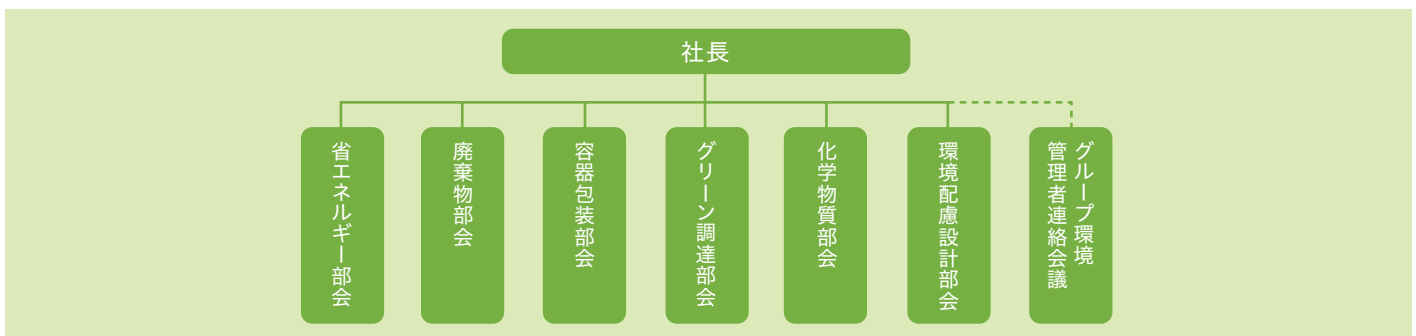 社長
省エネルギー部会
廃棄物部会
容器包装部会
グリーン調達部会
化学物質部会
環境配慮設計部会
グループ環境
管理者連絡会議